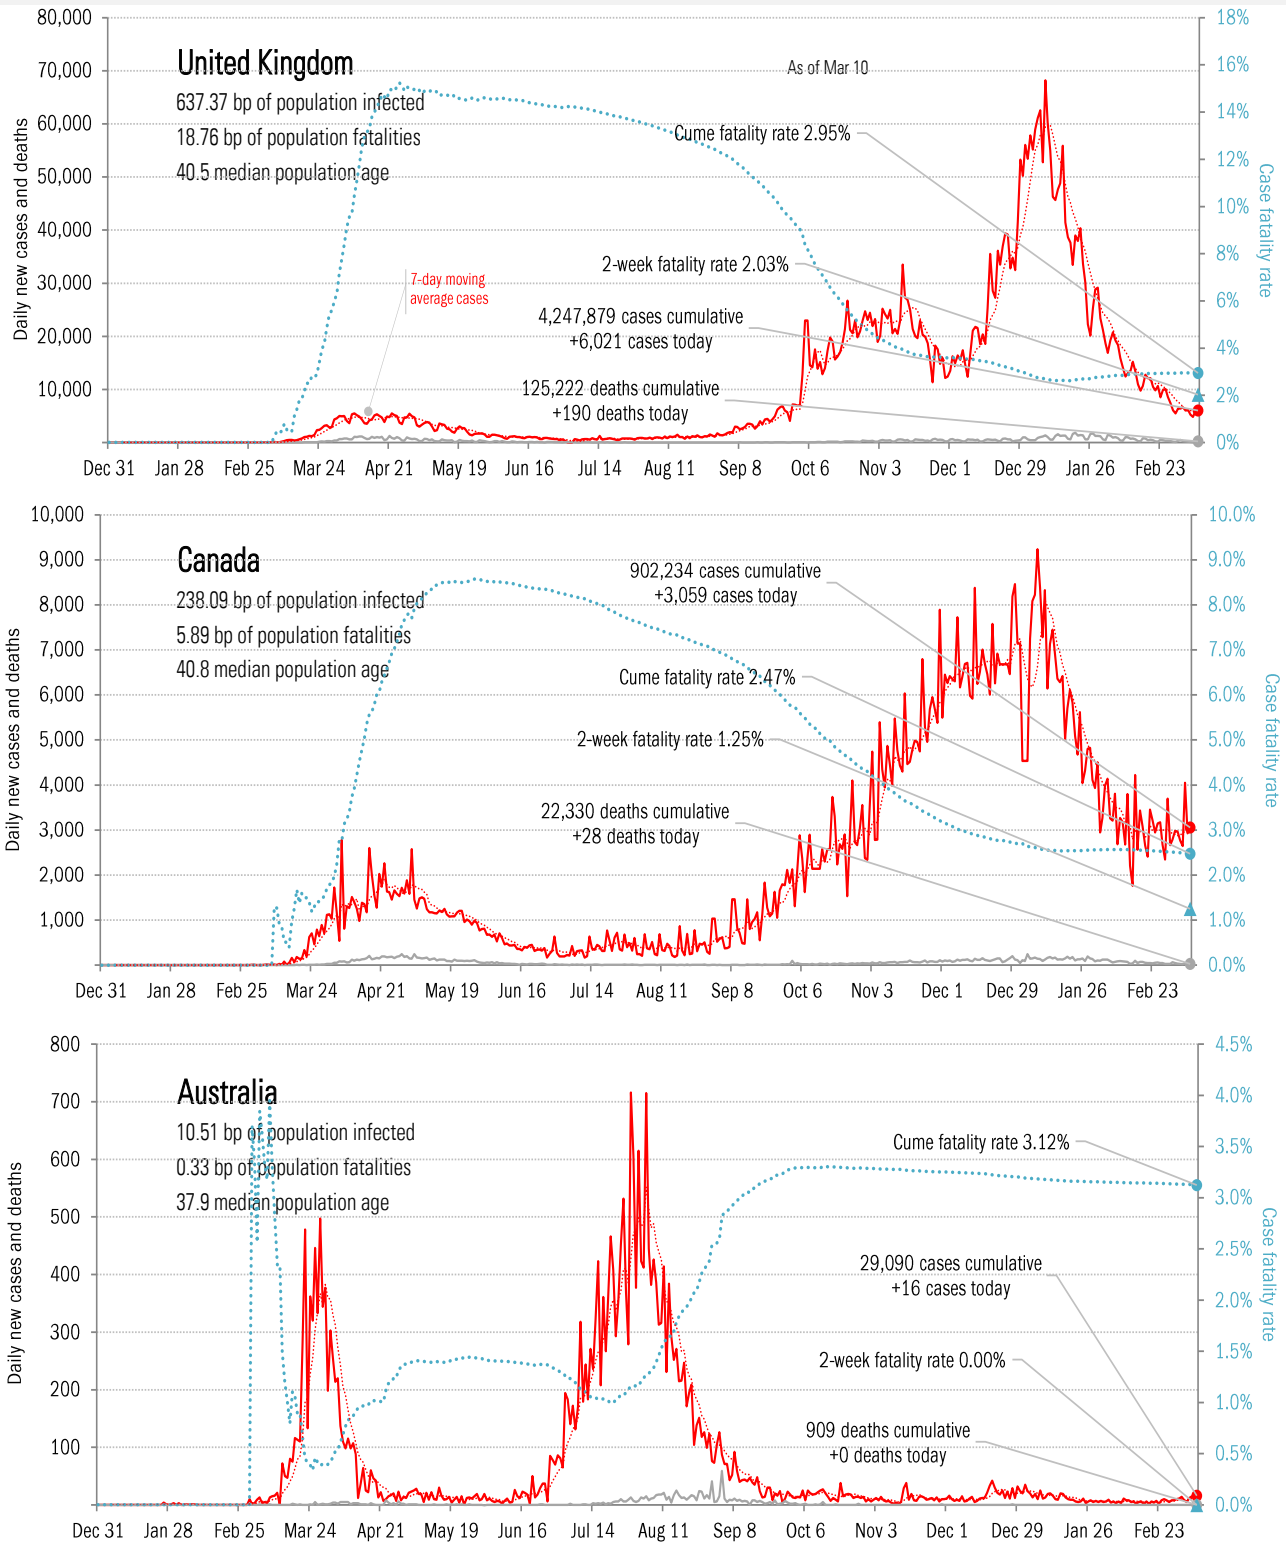 80,000
70,000
60,000
50,000
40,000
30,000
20,000
10,000
Daily new cases and deaths
United Kingdom
637.37 bp of population infected
18.76 bp of population fatalities
40.5 median population age
As of Mar 10
Cume fatality rate 2.95%
2-week fatality rate 2.03%
7-day moving
average cases
4,247,879 cases cumulative
+6,021 cases today
125,222 deaths cumulative
+190 deaths today
18%
16%
14%
12%
10%
8%
6%
4%
2%
0%
Case fatality rate
Dec 31 Jan 28 Feb 25 Mar 24 Apr 21 May 19 Jun 16 Jul 14 Aug 11 Sep 8 Oct 6 Nov 3 Dec 1 Dec 29 Jan 26 Feb 23
10,000
9,000
8,000
7,000
6,000
5,000
4,000
3,000
2,000
1,000
Daily new cases and deaths
Canada
238.09 bp of population infected
5.89 bp of population fatalities
40.8 median population age
902,234 cases cumulative
+3,059 cases today
Cume fatality rate 2.47%
2-week fatality rate 1.25%
22,330 deaths cumulative
+28 deaths today
10.0%
9.0%
8.0%
7.0%
6.0%
5.0%
4.0%
3.0%
2.0%
1.0%
0.0%
Case fatality rate
Dec 31 Jan 28 Feb 25 Mar 24 Apr 21 May 19 Jun 16 Jul 14 Aug 11 Sep 8 Oct 6 Nov 3 Dec 1 Dec 29 Jan 26 Feb 23
800
700
600
500
400
300
200
100
Daily new cases and deaths
Australia
10.51 bp of population infected
0.33 bp of population fatalities
37.9 median population age
Cume fatality rate 3.12%
29,090 cases cumulative
+16 cases today
2-week fatality rate 0.00%
909 deaths cumulative
+0 deaths today
4.5%
4.0%
3.5%
3.0%
2.5%
2.0%
1.5%
1.0%
0.5%
0.0%
Case fatality rate
Dec 31 Jan 28 Feb 25 Mar 24 Apr 21 May 19 Jun 16 Jul 14 Aug 11 Sep 8 Oct 6 Nov 3 Dec 1 Dec 29 Jan 26 Feb 23